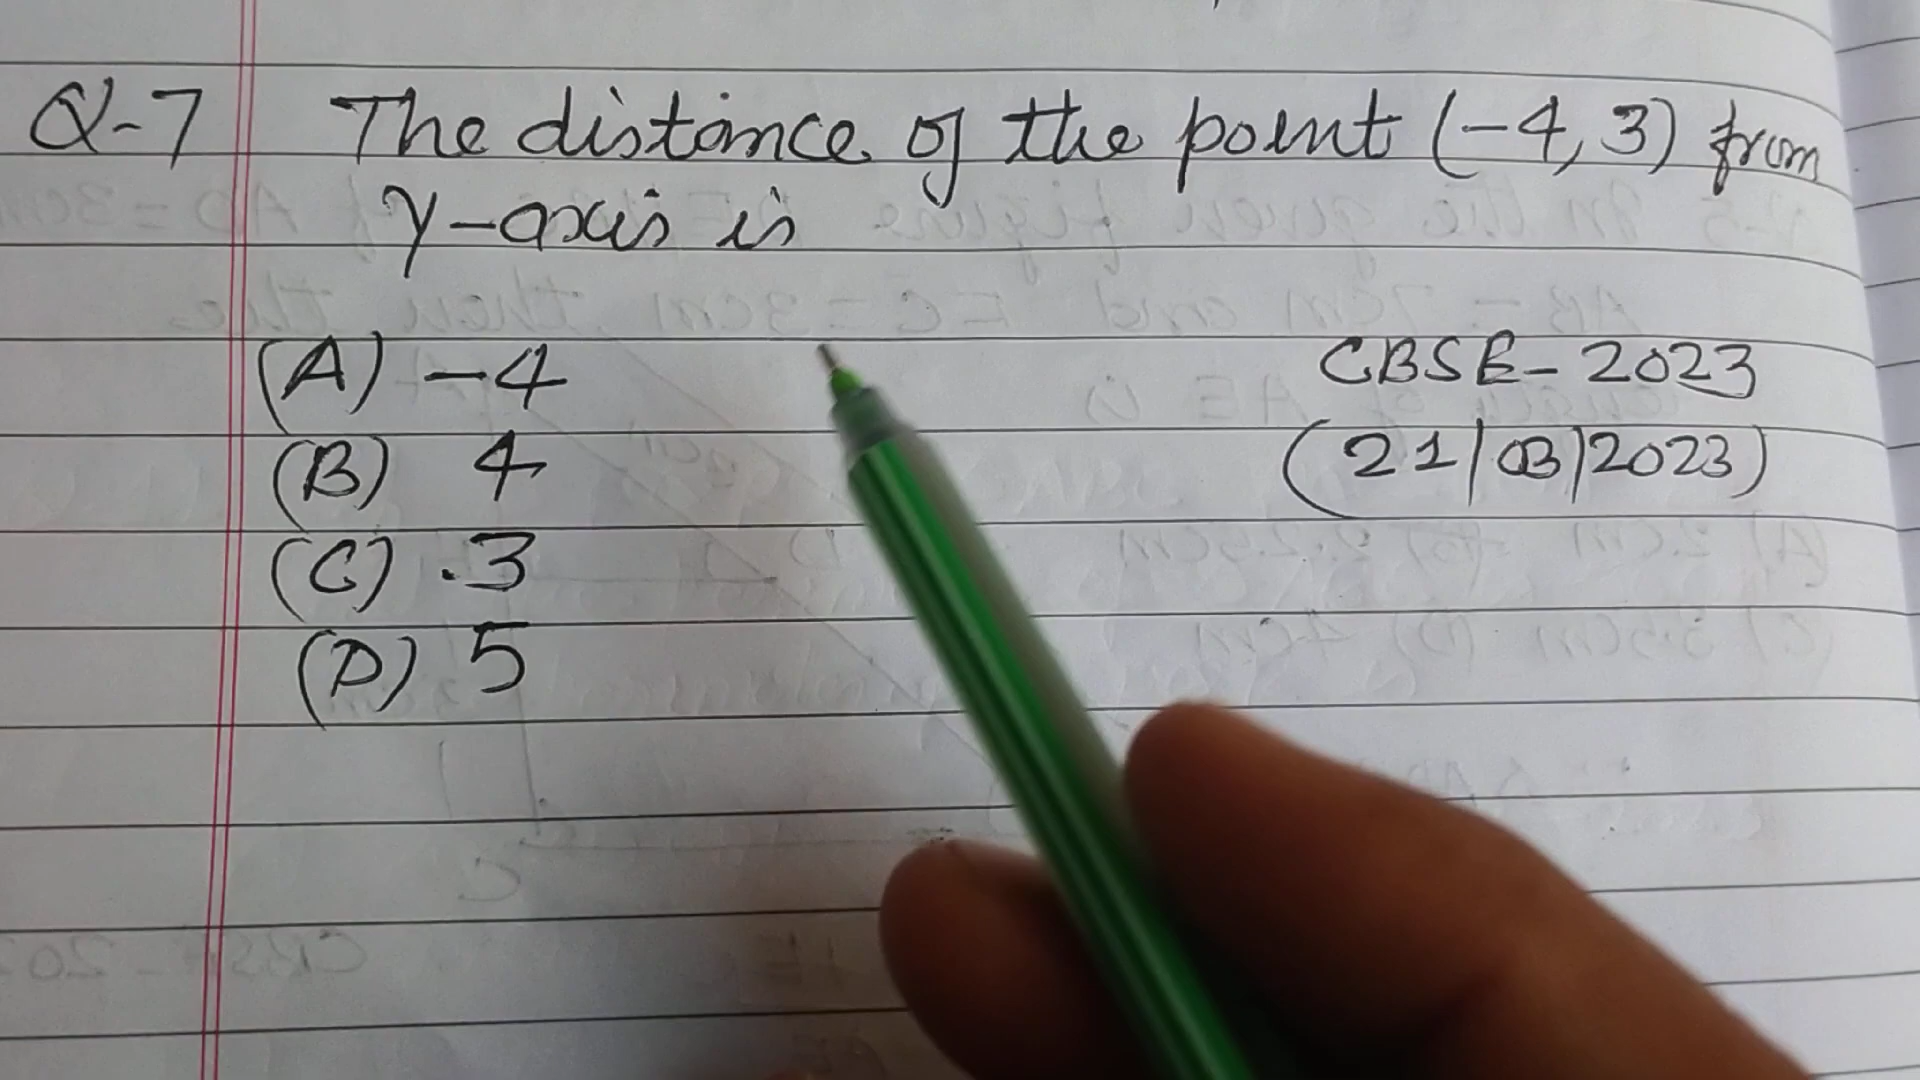 Q-7 The distance of the point (-4, 3) from
y-axis is
(A) -4
(B) 4
(C) .3
(D) 5
CBSE- 2023
(21/03/2023)